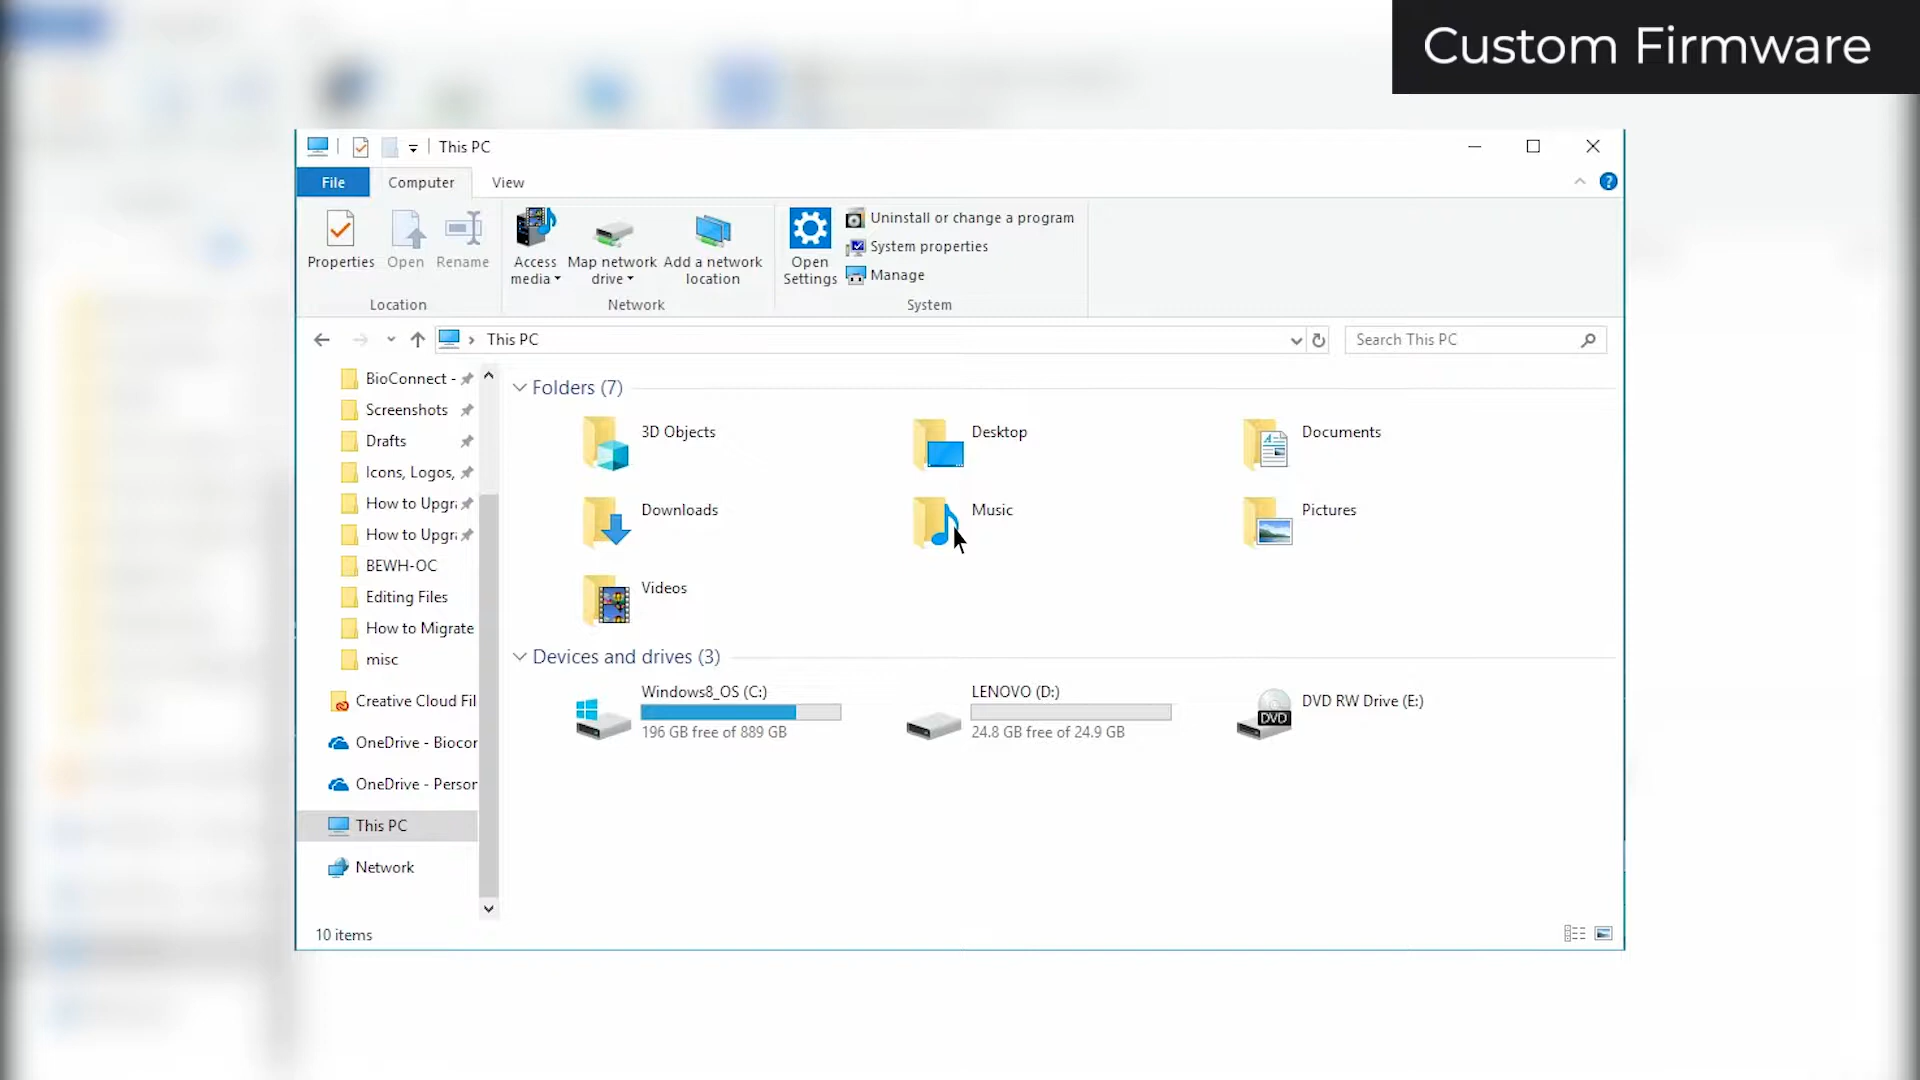 Custom Firmware
This PC
File
Computer
View
Properties
Open
Rename
Access media
Map network drive
Add a network location
Open Settings
Uninstall or change a program
System properties
Manage
Location
Network
System
This PC
Search This PC
BioConnect -
Screenshots
Drafts
Icons, Logos,
How to Upgr
How to Upgr
BEWH-OC
Editing Files
How to Migrate
misc
Creative Cloud Fil
OneDrive - Biocor
OneDrive - Person
This PC
Network
Folders (7)
3D Objects
Desktop
Documents
Downloads
Music
Pictures
Videos
Devices and drives (3)
Windows8_OS (C:)
196 GB free of 889 GB
LENOVO (D:)
24.8 GB free of 24.9 GB
DVD
DVD RW Drive (E:)
10 items